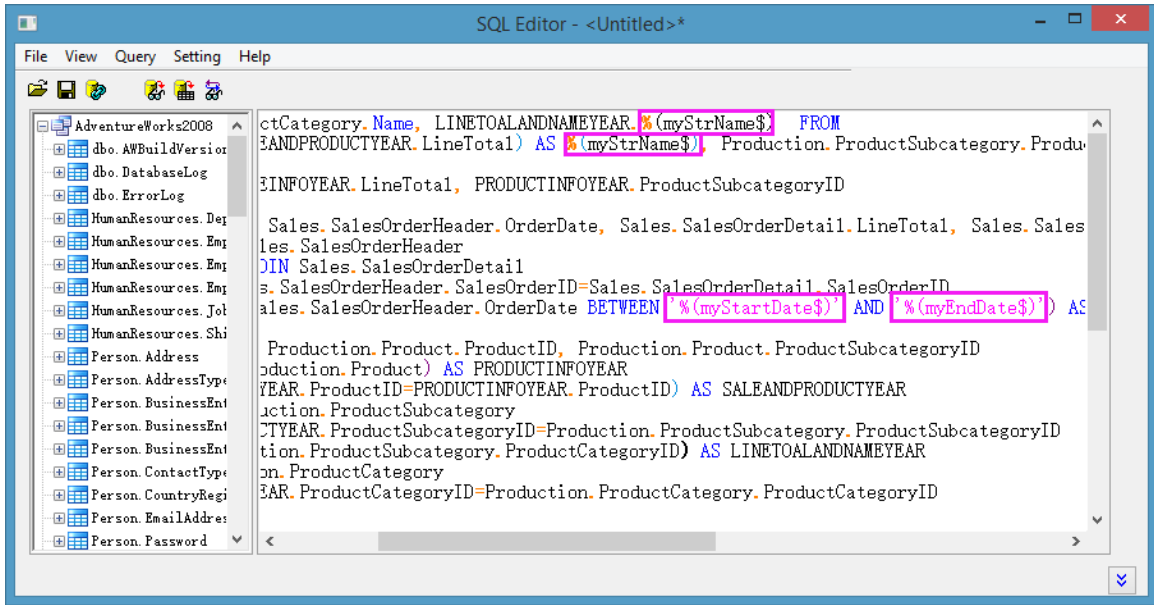 SQL Editor - <Untitled>*
File View Query Setting Help
AdventureWorks2008
dbo.AWBuildVersion
dbo.DatabaseLog
dbo.ErrorLog
HumanResources.Dep
HumanResources.Emp
HumanResources.Emp
HumanResources.Emp
HumanResources.Jol
HumanResources.Shi
Person.Address
Person.AddressType
Person.BusinessEnt
Person.BusinessEnt
Person.BusinessEnt
Person.ContactType
Person.CountryRegi
Person.EmailAddres
Person.Password
ctCategory.Name, LINETOALANDNAMEYEAR.%(myStrName$) FROM
EANDPRODUCTYEAR.LineTotal) AS %(myStrName$), Production.ProductSubcategory.Produ
EINFOYEAR.LineTotal, PRODUCTINFOYEAR.ProductSubcategoryID
Sales.SalesOrderHeader.OrderDate, Sales.SalesOrderDetail.LineTotal, Sales.Sales
les.SalesOrderHeader
OIN Sales.SalesOrderDetail
s.SalesOrderHeader.SalesOrderID=Sales.SalesOrderDetail.SalesOrderID
ales.SalesOrderHeader.OrderDate BETWEEN '%(myStartDate$)' AND '%(myEndDate$)') AS
Production.Product.ProductID, Production.Product.ProductSubcategoryID
oduction.Product) AS PRODUCTINFOYEAR
YEAR.ProductID=PRODUCTINFOYEAR.ProductID) AS SALEANDPRODUCTYEAR
uction.ProductSubcategory
CTYEAR.ProductSubcategoryID=Production.ProductSubcategory.ProductSubcategoryID
tion.ProductSubcategory.ProductCategoryID) AS LINETOALANDNAMEYEAR
on.ProductCategory
EAR.ProductCategoryID=Production.ProductCategory.ProductCategoryID